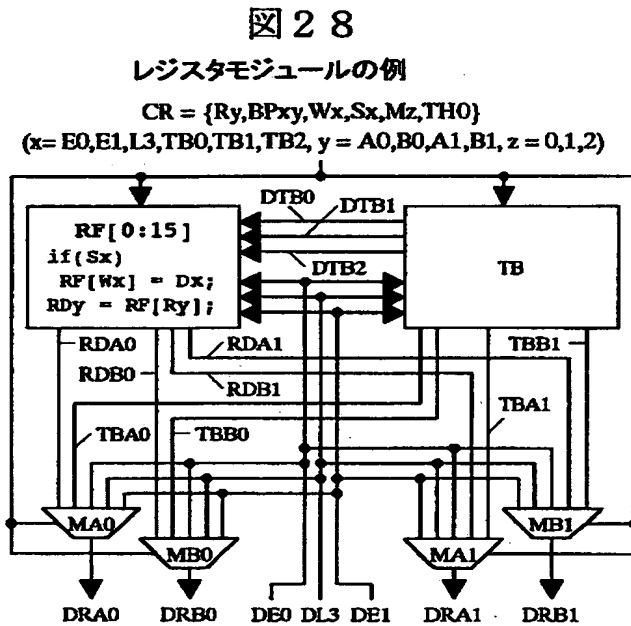 図28
レジスタモジュールの例
CR = {Ry,BPxy,Wx,Sx,Mz,TH0}
(x= E0,E1,L3,TB0,TB1,TB2, y = A0,B0,A1,B1, z = 0,1,2)
DTB0
DTB1
RF[0:15]
if(Sx)
RF[Wx] = Dx;
RDy = RF[Ry];
DTB2
TB
RDA0
RDA1
TBB1
RDB0
RDB1
TBA0
TBB0
TBA1
MA0
MB1
MB0
MA1
DRA0
DRB0
DE0
DL3
DE1
DRA1
DRB1